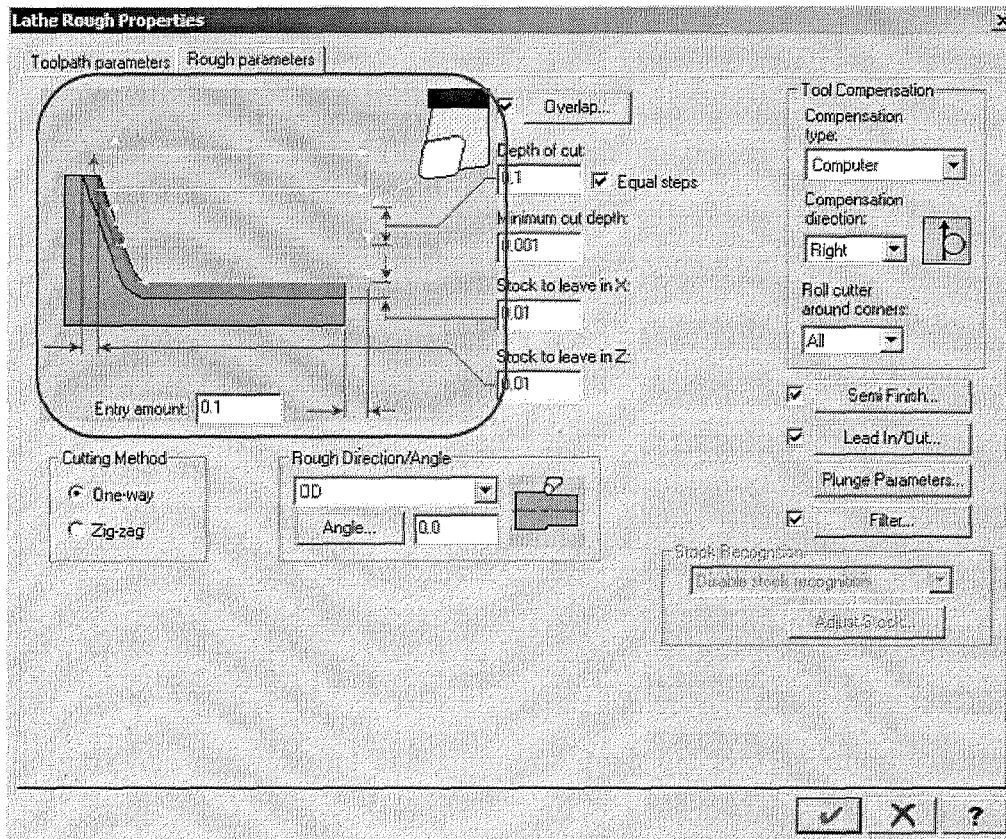 Lathe Rough Properties
Toolpath parameters
Rough parameters
Overlap...
Depth of cut:
0.1
Equal steps
Minimum cut depth:
0.001
Stock to leave in X:
0.01
Stock to leave in Z:
0.01
Entry amount: 0.1
Tool Compensation
Compensation
type:
Computer
Compensation
direction:
Right
Roll cutter
around corners:
All
Semi Finish...
Lead In/Out...
Plunge Parameters...
Filter...
Cutting Method
One-way
Zig-zag
Rough Direction/Angle
OD
Angle... 0.0
Stock Recognition
Disable stock recognition
Adjust Stock...
?